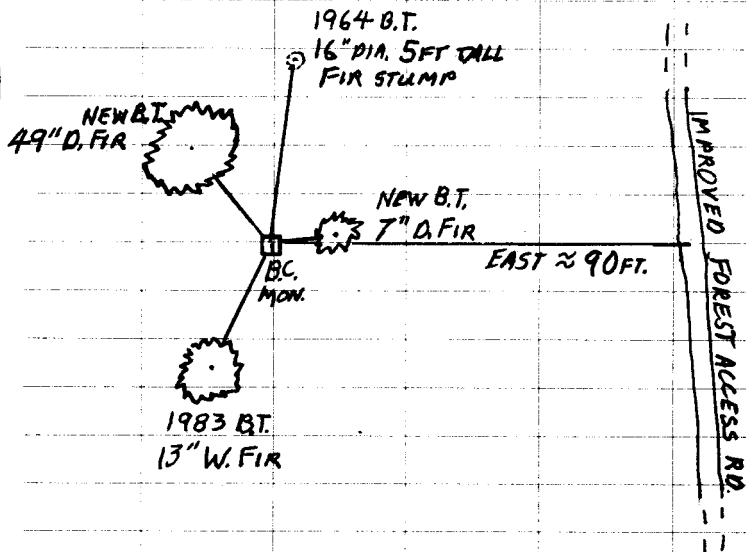 1964 B.T.
16" DIA. 5FT TALL
FIR STUMP
NEW B.T.
49" D. FIR
NEW B.T.
7" D. FIR
EAST ≈ 90FT.
B.C.
MON.
1983 B.T.
13" W. FIR
IMPROVED FOREST ACCESS RD.